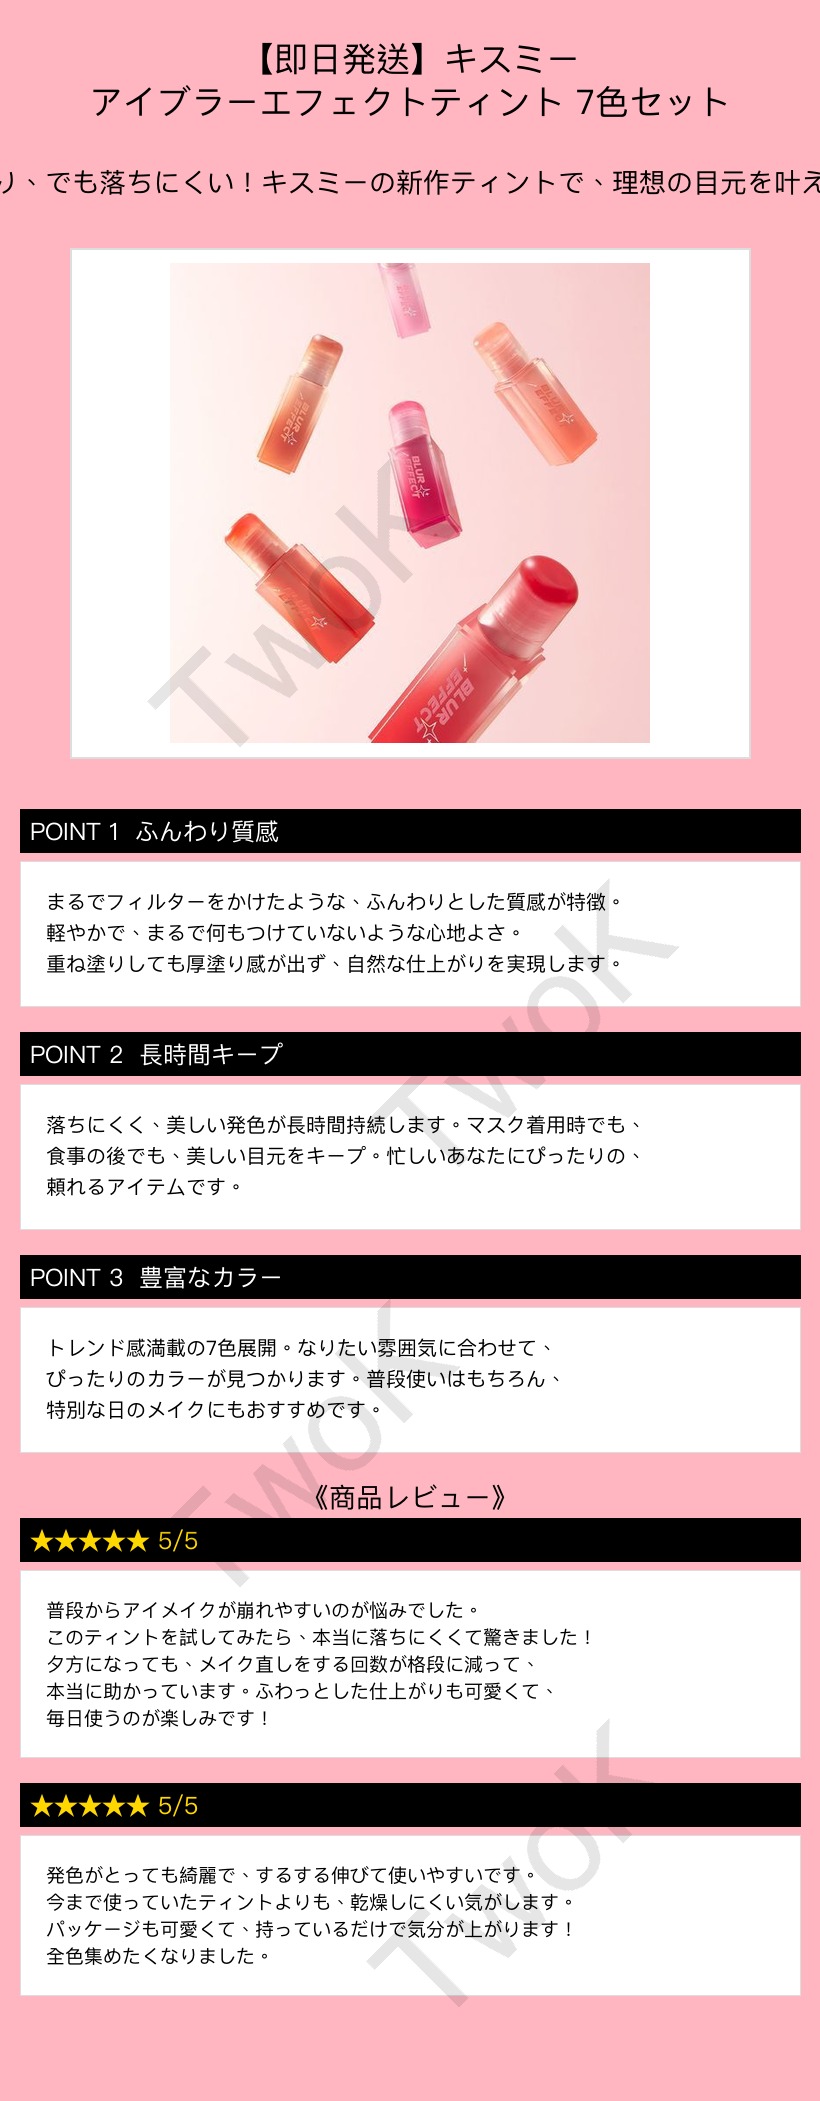 【即日発送】キスミー
アイブラーエフェクトティント 7色セット
り、でも落ちにくい！キスミーの新作ティントで、理想の目元を叶え
BLUR EFFECT
BLUR EFFECT
BLUR EFFECT
BLUR EFFECT
TwoK
POINT 1 ふんわり質感
まるでフィルターをかけたような、ふんわりとした質感が特徴。
軽やかで、まるで何もつけていないような心地よさ。
重ね塗りしても厚塗り感が出ず、自然な仕上がりを実現します。
TwoK
POINT 2 長時間キープ
落ちにくく、美しい発色が長時間持続します。マスク着用時でも、
食事の後でも、美しい目元をキープ。忙しいあなたにぴったりの、
頼れるアイテムです。
POINT 3 豊富なカラー
トレンド感満載の7色展開。なりたい雰囲気に合わせて、
ぴったりのカラーが見つかります。普段使いはもちろん、
特別な日のメイクにもおすすめです。
TwoK
《商品レビュー》
★★★★★ 5/5
普段からアイメイクが崩れやすいのが悩みでした。
このティントを試してみたら、本当に落ちにくくて驚きました！
夕方になっても、メイク直しをする回数が格段に減って、
本当に助かっています。ふわっとした仕上がりも可愛くて、
毎日使うのが楽しみです！
★★★★★ 5/5
発色がとっても綺麗で、するする伸びて使いやすいです。
今まで使っていたティントよりも、乾燥しにくい気がします。
パッケージも可愛くて、持っているだけで気分が上がります！
全色集めたくなりました。
TwoK